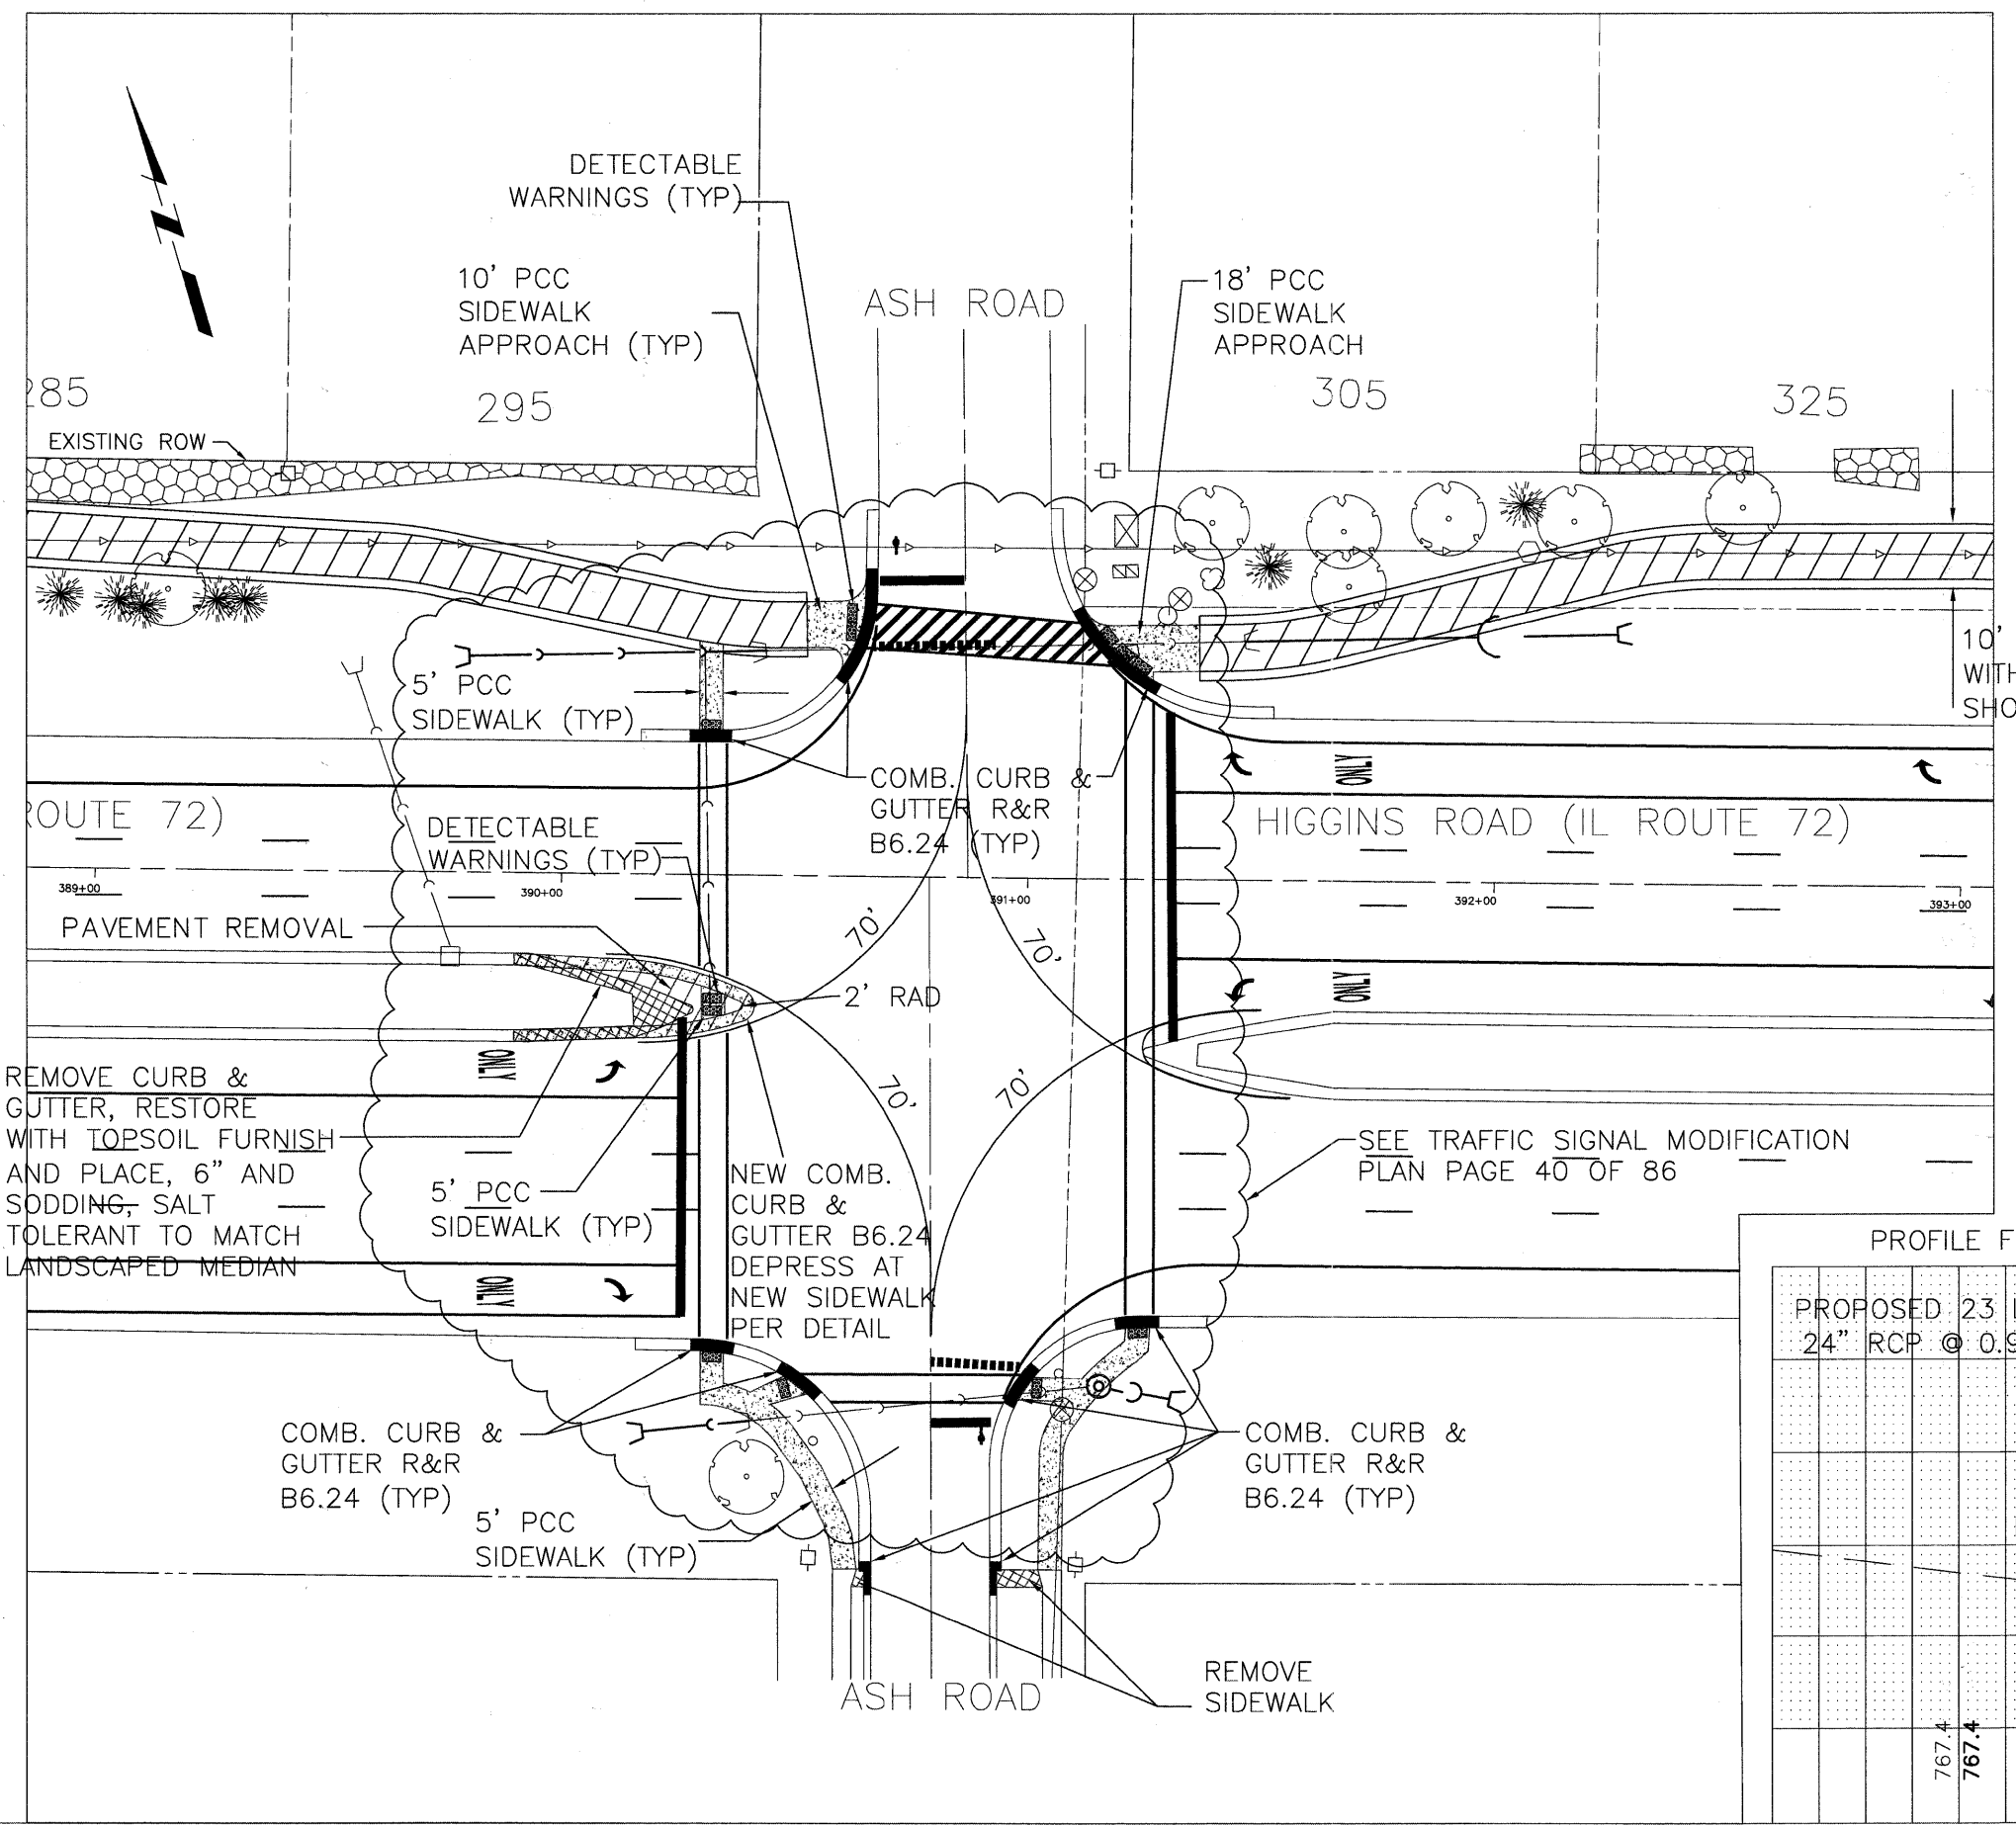 DETECTABLE
WARNINGS (TYP)
10' PCC
SIDEWALK
APPROACH (TYP)
ASH ROAD
18' PCC
SIDEWALK
APPROACH
285
295
305
325
EXISTING ROW
5' PCC
SIDEWALK (TYP)
10'
WITH
SHO
COMB. CURB &
GUTTER R&R
B6.24 (TYP)
ONLY
ROUTE 72)
HIGGINS ROAD (IL ROUTE 72)
DETECTABLE
WARNINGS (TYP)
389+00
390+00
391+00
392+00
393+00
PAVEMENT REMOVAL
70'
70'
2' RAD
ONLY
ONLY
70'
70'
REMOVE CURB &
GUTTER, RESTORE
WITH TOPSOIL FURNISH
AND PLACE, 6" AND
SODDING, SALT
TOLERANT TO MATCH
LANDSCAPED MEDIAN
5' PCC
SIDEWALK (TYP)
NEW COMB.
CURB &
GUTTER B6.24
DEPRESS AT
NEW SIDEWALK
PER DETAIL
SEE TRAFFIC SIGNAL MODIFICATION
PLAN PAGE 40 OF 86
ONLY
PROFILE F
PROPOSED 23 L
24" RCP @ 0.9
COMB. CURB &
GUTTER R&R
B6.24 (TYP)
COMB. CURB &
GUTTER R&R
B6.24 (TYP)
5' PCC
SIDEWALK (TYP)
REMOVE
SIDEWALK
ASH ROAD
767.4
767.4